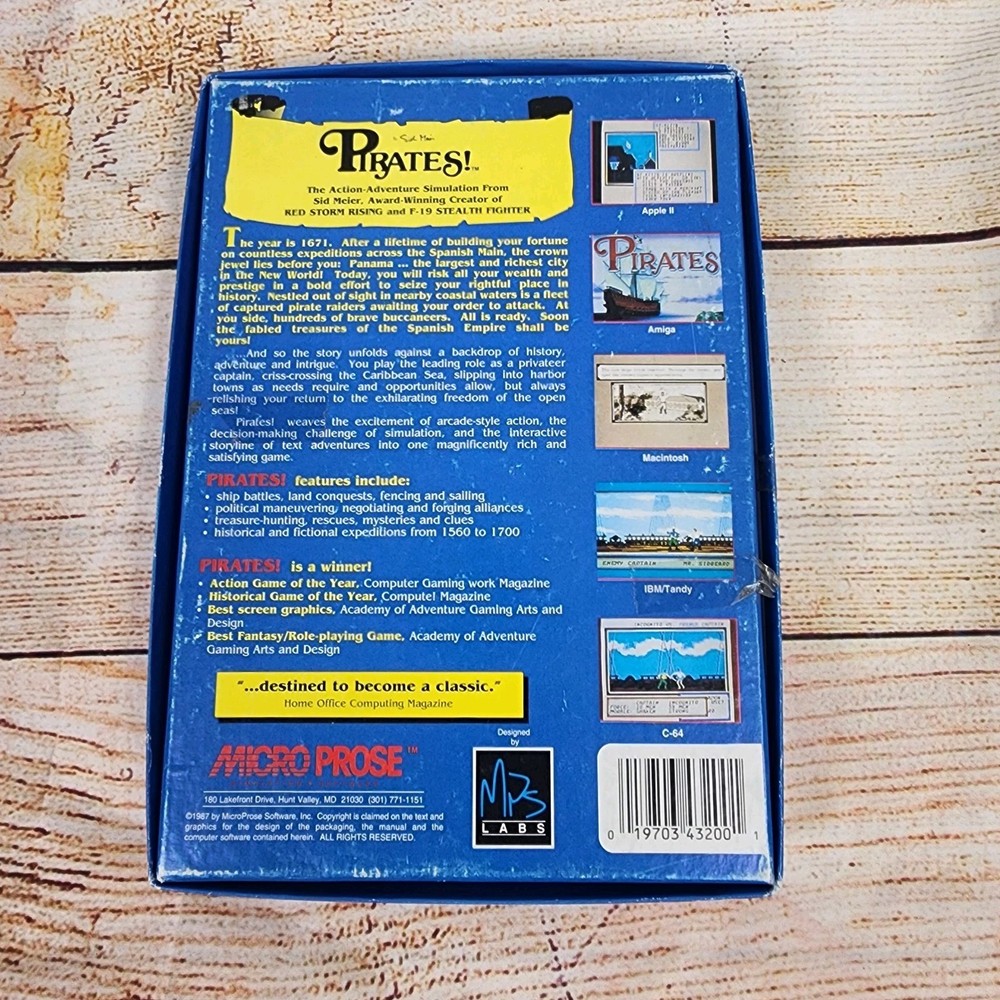 Sid Meier
PIRATES!™
The Action-Adventure Simulation From
Sid Meier, Award-Winning Creator of
RED STORM RISING and F-19 STEALTH FIGHTER
The year is 1671. After a lifetime of building your fortune
on countless expeditions across the Spanish Main, the crown
jewel lies before you: Panama ... the largest and richest city
in the New World! Today, you will risk all your wealth and
prestige in a bold effort to seize your rightful place in
history. Nestled out of sight in nearby coastal waters is a fleet
of captured pirate raiders awaiting your order to attack. At
you side, hundreds of brave buccaneers. All is ready. Soon
the fabled treasures of the Spanish Empire shall be
yours!
...And so the story unfolds against a backdrop of history,
adventure and intrigue. You play the leading role as a privateer
captain, criss-crossing the Caribbean Sea, slipping into harbor
towns as needs require and opportunities allow, but always
relishing your return to the exhilarating freedom of the open
seas!
Pirates! weaves the excitement of arcade-style action, the
decision-making challenge of simulation, and the interactive
storyline of text adventures into one magnificently rich and
satisfying game.
PIRATES! features include:
• ship battles, land conquests, fencing and sailing
• political maneuvering, negotiating and forging alliances
• treasure-hunting, rescues, mysteries and clues
• historical and fictional expeditions from 1560 to 1700
PIRATES! is a winner!
• Action Game of the Year, Computer Gaming work Magazine
• Historical Game of the Year, Compute! Magazine
• Best screen graphics, Academy of Adventure Gaming Arts and
Design
• Best Fantasy/Role-playing Game, Academy of Adventure
Gaming Arts and Design
"...destined to become a classic."
Home Office Computing Magazine
MICROPROSE™
180 Lakefront Drive, Hunt Valley, MD 21030 (301) 771-1151
©1987 by MicroProse Software, Inc. Copyright is claimed on the text and
graphics for the design of the packaging, the manual and the
computer software contained herein. ALL RIGHTS RESERVED.
Designed
by
MPS
LABS
Apple II
PIRATES
Amiga
Macintosh
ENEMY CAPTAIN MR.
IBM/Tandy
C-64
0 19703 43200 1